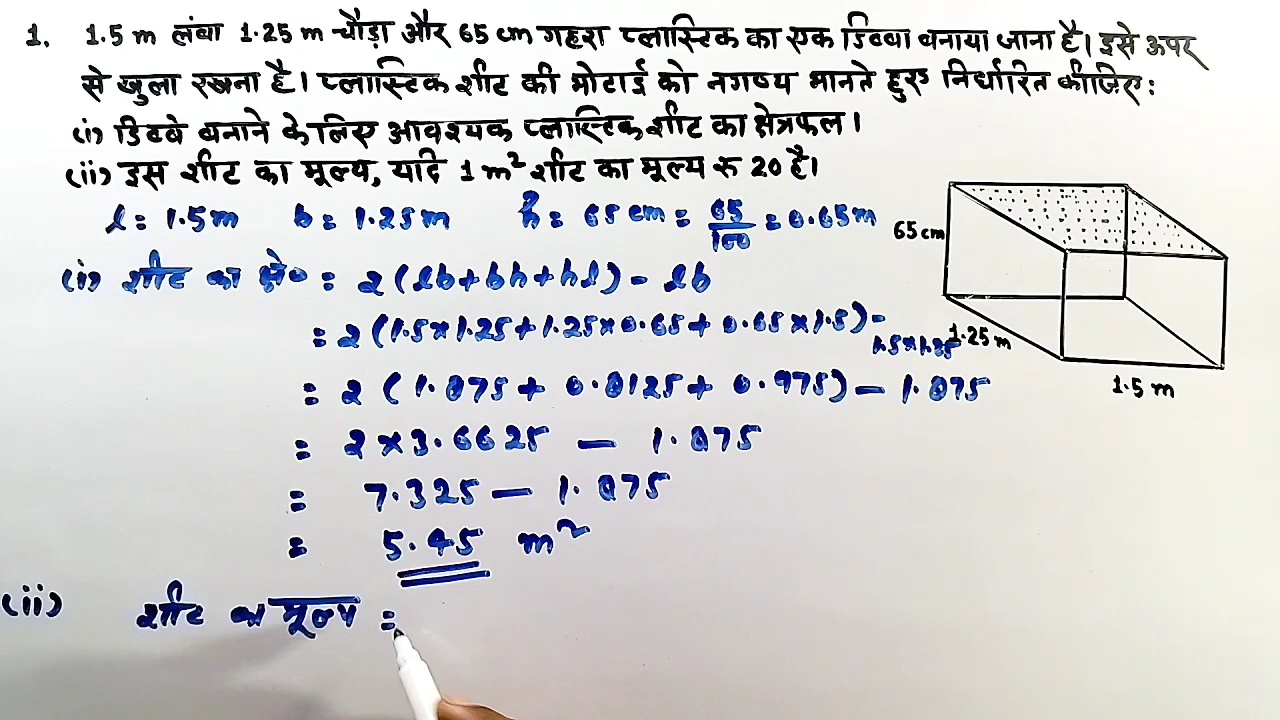 1. 1.5 m लंबा 1.25 m चौड़ा और 65 cm गहरा प्लास्टिक का एक डिब्बा बनाया जाना है। इसे ऊपर
से खुला रखना है। प्लास्टिक शीट की मोटाई को नगण्य मानते हुए निर्धारित कीजिए:
(i) डिब्बे बनाने के लिए आवश्यक प्लास्टिक शीट का क्षेत्रफल।
(ii) इस शीट का मूल्य, यदि 1 m² शीट का मूल्य रु 20 है।
l = 1.5m b = 1.25m h = 65 cm = 65/100 = 0.65m
65 cm
(i) शीट का क्षे० = 2(lb+bh+hl) - lb
= 2(1.5×1.25+1.25×0.65+0.65×1.5) - 1.5×1.25
1.25 m
1.5 m
= 2(1.875+0.8125+0.975) - 1.875
= 2×3.6625 - 1.875
= 7.325 - 1.875
= 5.45 m²
(ii) शीट का मूल्य =